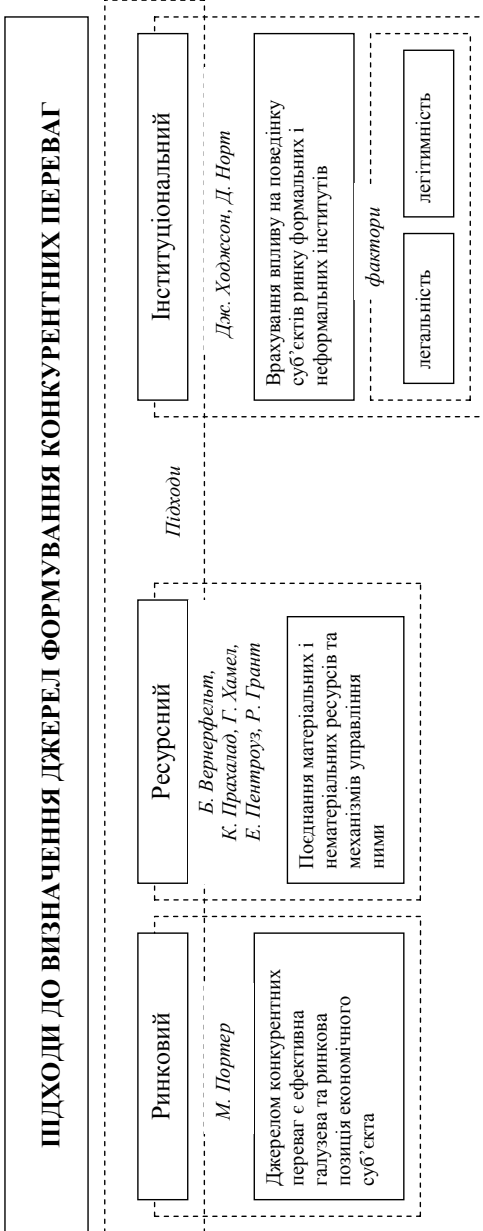 ПІДХОДИ ДО ВИЗНАЧЕННЯ ДЖЕРЕЛ ФОРМУВАННЯ КОНКУРЕНТНИХ ПЕРЕВАГ
Підходи
Ринковий
М. Портер
Джерелом конкурентних
переваг є ефективна
галузева та ринкова
позиція економічного
суб’єкта
Ресурсний
Б. Вернерфельт,
К. Прахалад, Г. Хамел,
Е. Пентроуз, Р. Грант
Поєднання матеріальних і
нематеріальних ресурсів та
механізмів управління
ними
Інституціональний
Дж. Ходжссон, Д. Норт
Врахування впливу на поведінку
суб’єктів ринку формальних і
неформальних інститутів
фактори
легальність
легітимність